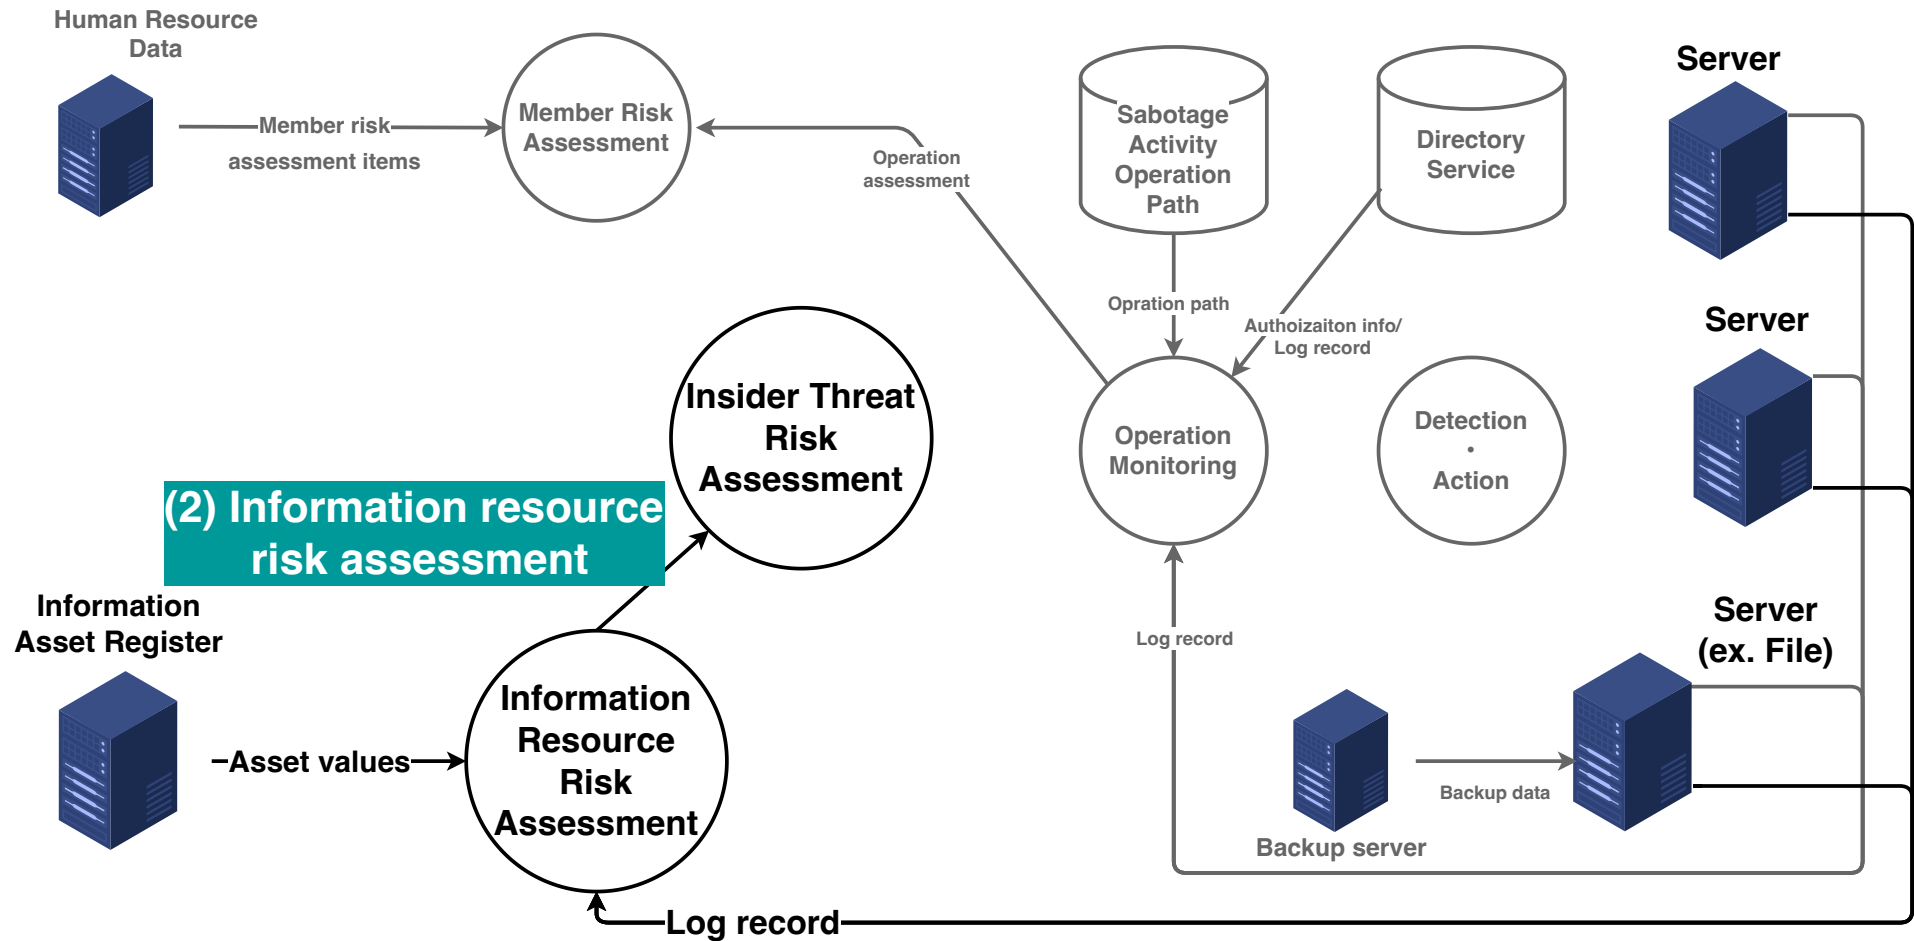 Human Resource
Data
Member risk
assessment items
Member Risk
Assessment
Operation
assessment
Sabotage
Activity
Operation
Path
Directory
Service
Server
Opration path
Authoizaiton info/
Log record
Server
Insider Threat
Risk
Assessment
Operation
Monitoring
Detection
・
Action
(2) Information resource
risk assessment
Information
Asset Register
Asset values
Information
Resource
Risk
Assessment
Log record
Server
(ex. File)
Backup data
Backup server
Log record